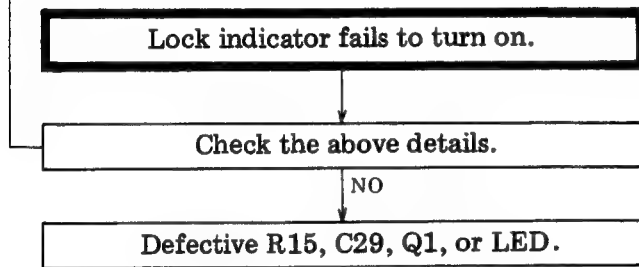 Lock indicator fails to turn on.
Check the above details.
NO
Defective R15, C29, Q1, or LED.